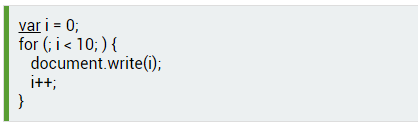 var i = 0;
for (; i < 10; ) {
document.write(i);
i++;
}